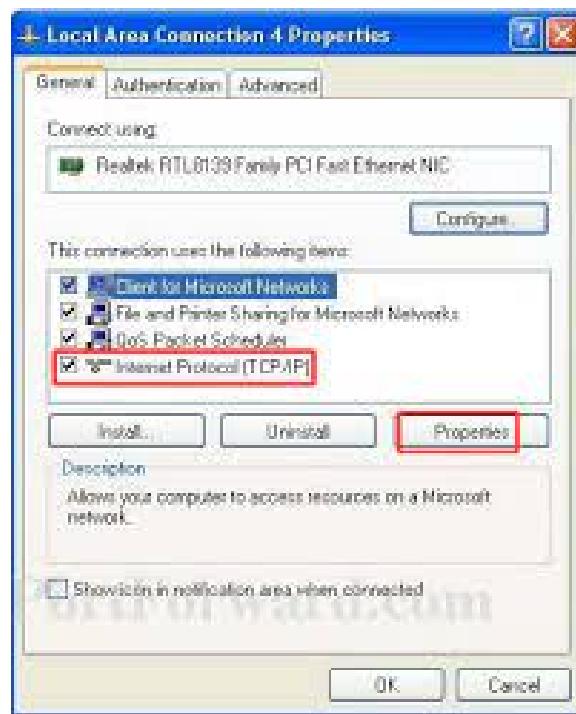 Local Area Connection 4 Properties
General Authentication Advanced
Connect using:
Realtek RTL8139 Family PCI Fast Ethernet NIC
Configure...
This connection uses the following items:
Client for Microsoft Networks
File and Printer Sharing for Microsoft Networks
QoS Packet Scheduler
Internet Protocol (TCP/IP)
Install... Uninstall Properties
Description
Allows your computer to access resources on a Microsoft
network.
Show icon in notification area when connected
PortForward.com
OK Cancel